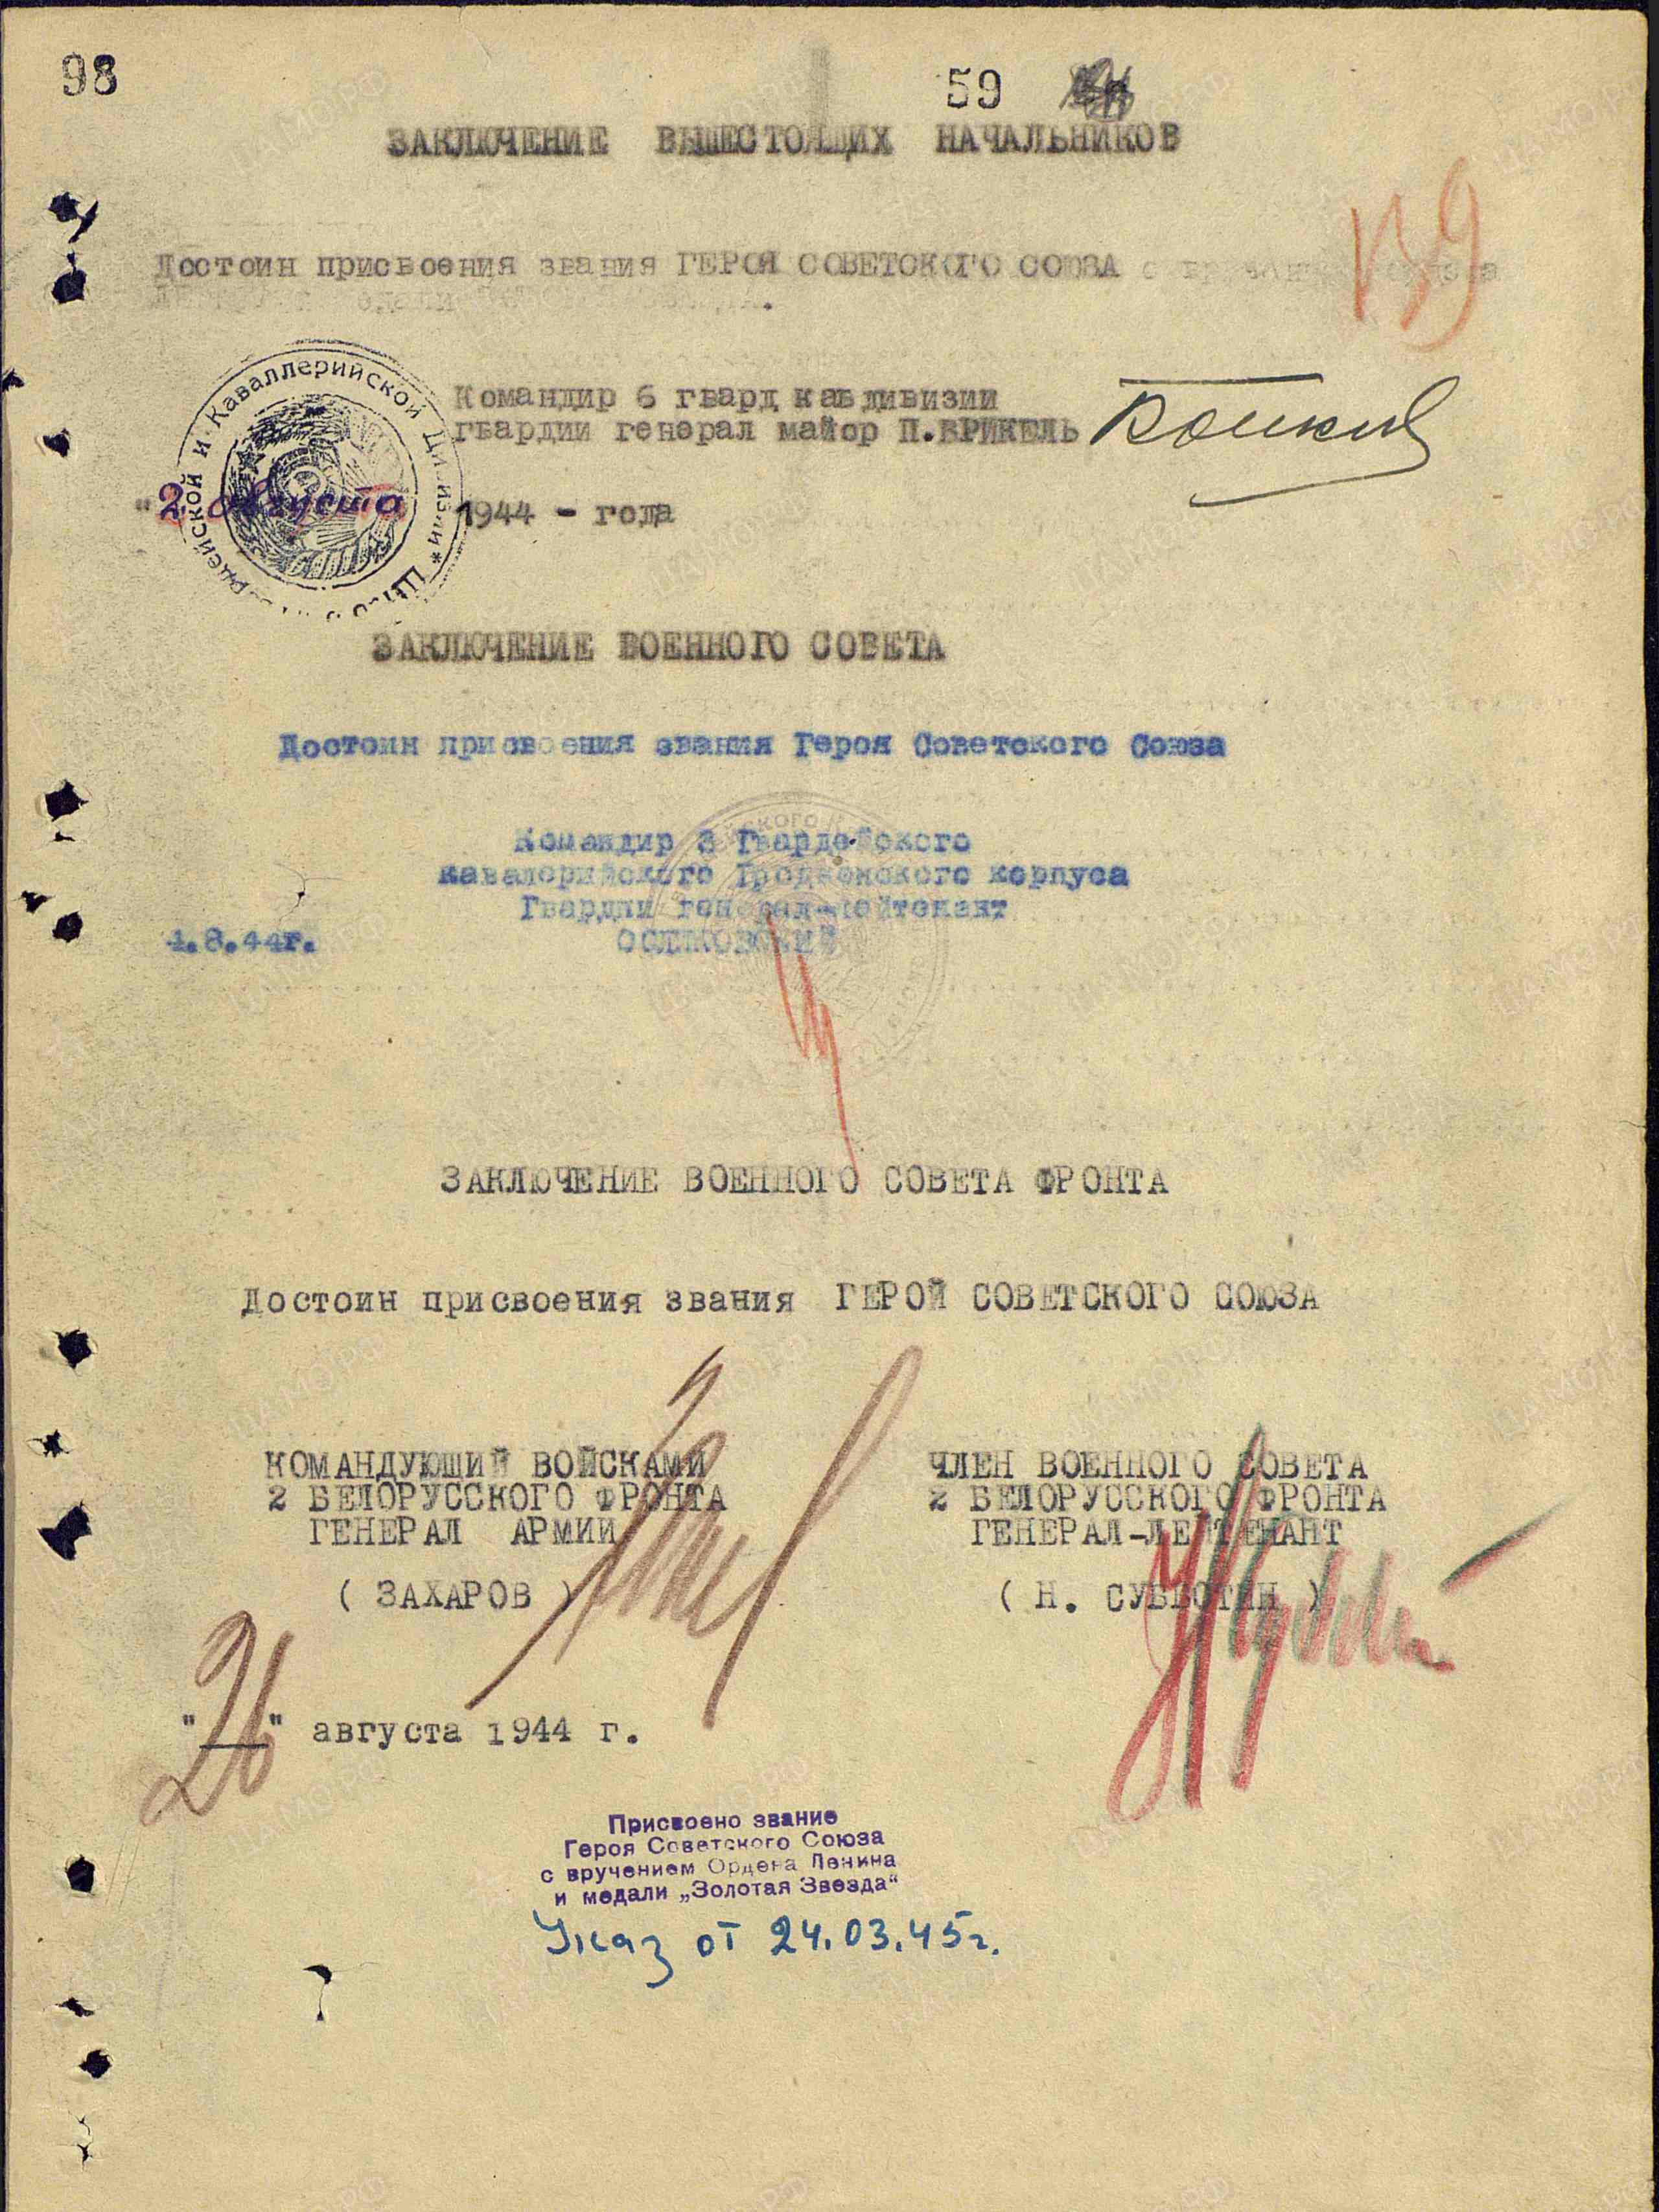 98
59
ЗАКЛЮЧЕНИЕ ВЫШЕСТОЯЩИХ НАЧАЛЬНИКОВ
Достоин присвоения звания ГЕРОЯ СОВЕТСКОГО СОЮЗА с
Командир 6 гвард кавдивизии
гвардии генерал майор П.БРИКЕЛЬ
"2 августа 1944 - года
ЗАКЛЮЧЕНИЕ ВОЕННОГО СОВЕТА
Достоин присвоения звания Героя Советского Союза
Командир 3 Гвардейского
кавалерийского Гродненского корпуса
Гвардии генерал-лейтенант
ОСЛИКОВСКИЙ
.8.44г.
ЗАКЛЮЧЕНИЕ ВОЕННОГО СОВЕТА ФРОНТА
Достоин присвоения звания ГЕРОЙ СОВЕТСКОГО СОЮЗА
КОМАНДУЮЩИЙ ВОЙСКАМИ
2 БЕЛОРУССКОГО ФРОНТА
ГЕНЕРАЛ АРМИИ
( ЗАХАРОВ )
ЧЛЕН ВОЕННОГО СОВЕТА
2 БЕЛОРУССКОГО ФРОНТА
ГЕНЕРАЛ-ЛЕЙТЕНАНТ
( Н. СУББОТИН )
"26" августа 1944 г.
Присвоено звание
Героя Советского Союза
с вручением Ордена Ленина
и медали „Золотая Звезда“
Указ от 24.03.45г.